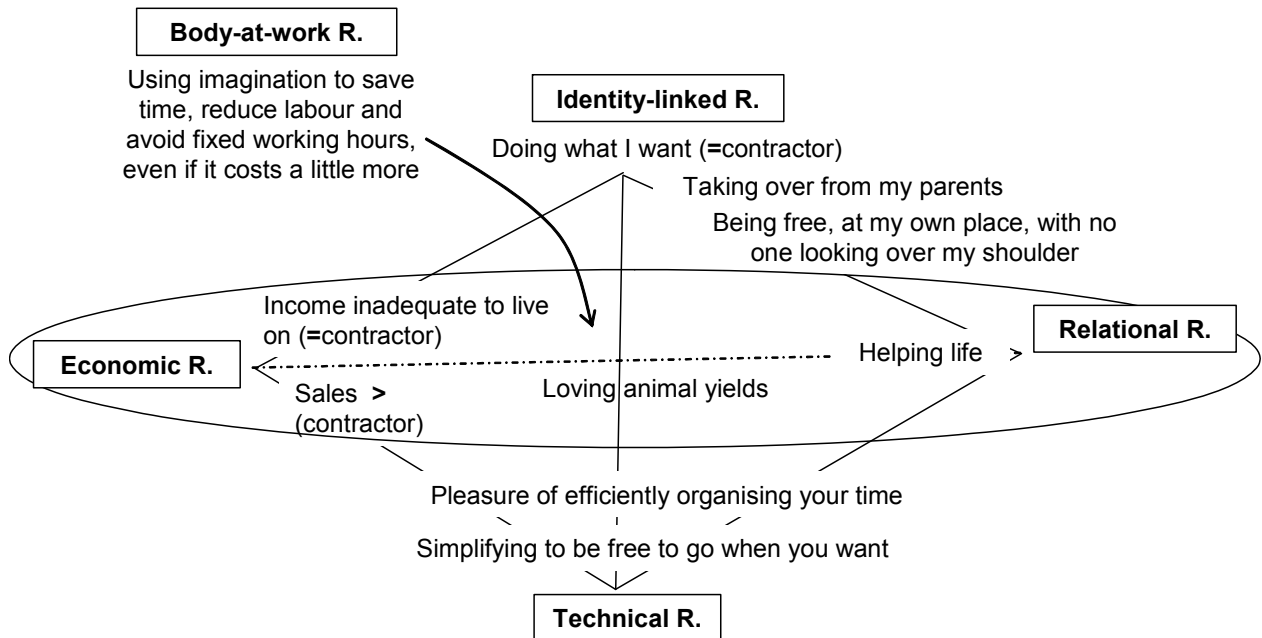 Body-at-work R.
Using imagination to save
time, reduce labour and
avoid fixed working hours,
even if it costs a little more
Identity-linked R.
Doing what I want (=contractor)
Taking over from my parents
Being free, at my own place, with no
one looking over my shoulder
Income inadequate to live
on (=contractor)
Economic R.
Relational R.
Helping life
Sales >
(contractor)
Loving animal yields
Pleasure of efficiently organising your time
Simplifying to be free to go when you want
Technical R.